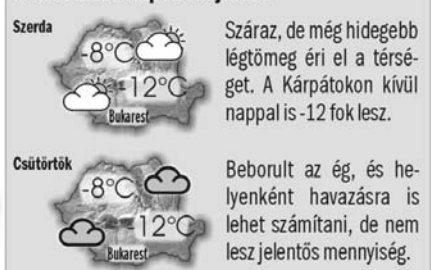 Szerda
-8°C
-12°C
Bukarest
Száraz, de még hidegebb
légtömeg éri el a térsé-
get. A Kárpátokon kívül
nappal is -12 fok lesz.
Csütörtök
-8°C
-12°C
Bukarest
Beborult az ég, és he-
lyenként havazásra is
lehet számítani, de nem
lesz jelentős mennyiség.